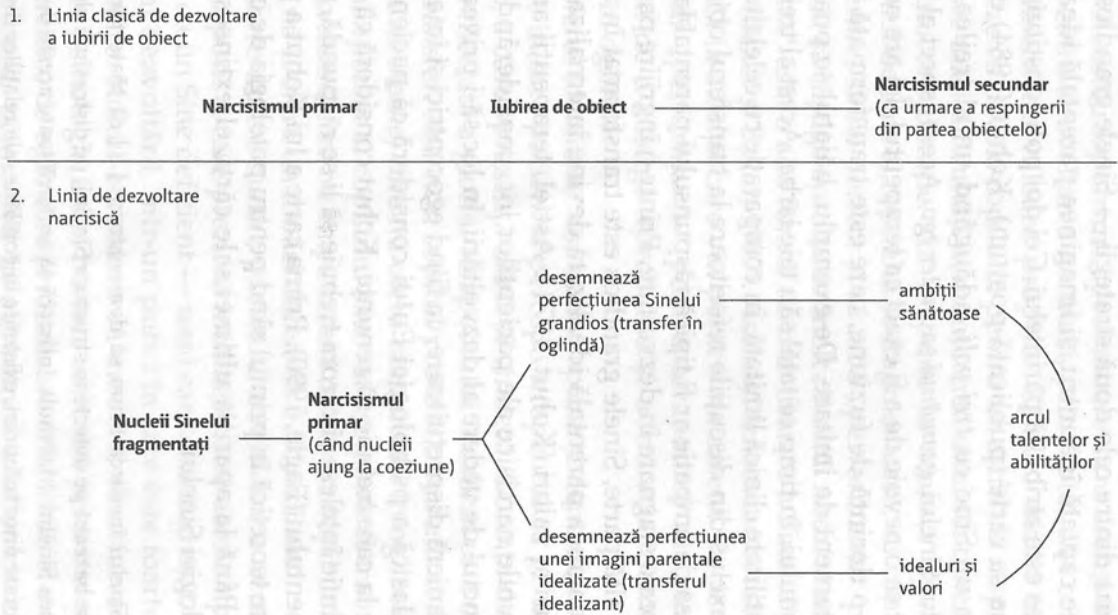 1. Linia clasică de dezvoltare
a iubirii de obiect
Narcisismul primar
Iubirea de obiect
Narcisismul secundar
(ca urmare a respingerii
din partea obiectelor)
2. Linia de dezvoltare
narcisică
Nucleii Sinelui
fragmentați
Narcisismul
primar
(când nucleii
ajung la coeziune)
desemnează
perfecțiunea Sinelui
grandios (transfer în
oglindă)
ambiții
sănătoase
desemnează perfecțiunea
unei imagini parentale
idealizate (transferul
idealizant)
idealuri și
valori
arcul
talentelor și
abilităților